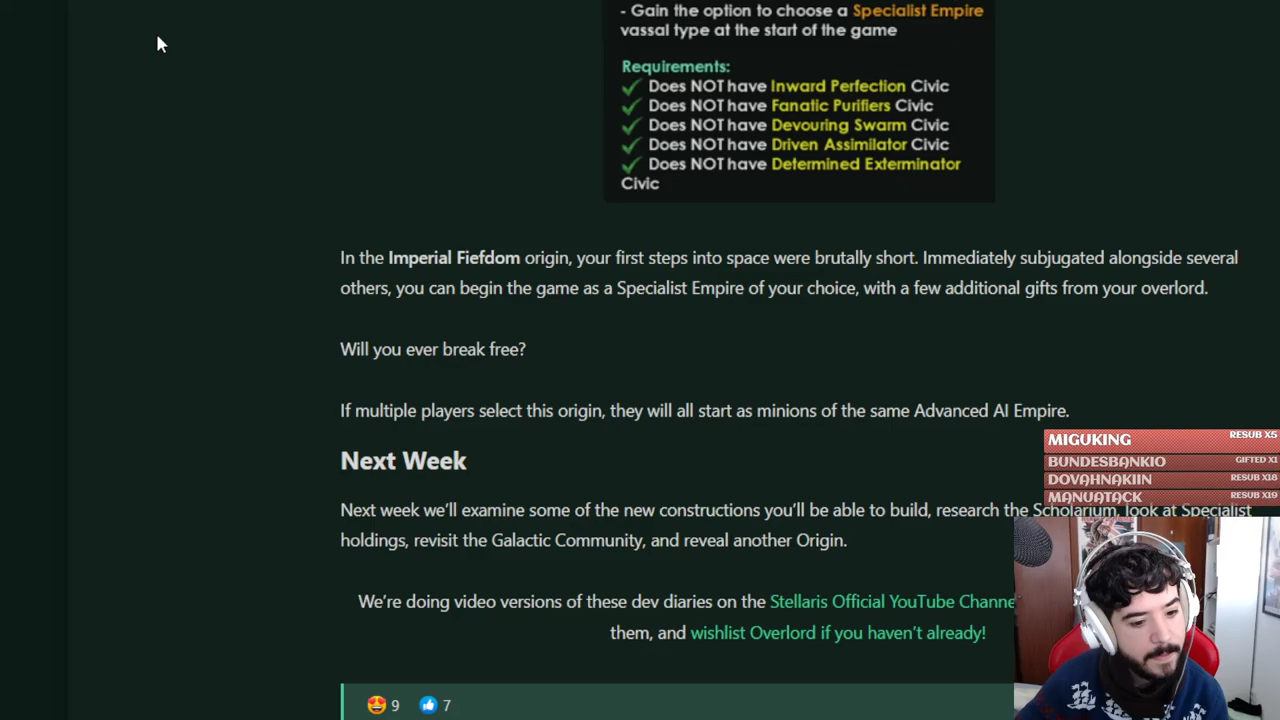 - Gain the option to choose a Specialist Empire
vassal type at the start of the game
Requirements:
Does NOT have Inward Perfection Civic
Does NOT have Fanatic Purifiers Civic
Does NOT have Devouring Swarm Civic
Does NOT have Driven Assimilator Civic
Does NOT have Determined Exterminator
Civic
In the Imperial Fiefdom origin, your first steps into space were brutally short. Immediately subjugated alongside several
others, you can begin the game as a Specialist Empire of your choice, with a few additional gifts from your overlord.
Will you ever break free?
If multiple players select this origin, they will all start as minions of the same Advanced AI Empire.
Next Week
Next week we'll examine some of the new constructions you'll be able to build, research the Scholarium, look at Specialist
holdings, revisit the Galactic Community, and reveal another Origin.
We're doing video versions of these dev diaries on the Stellaris Official YouTube Channe
them, and wishlist Overlord if you haven't already!
9 7
MIGUKING RESUB X5
BUNDESBANKIO GIFTED X1
DOVAHNAKIIN RESUB X18
MANUATACK RESUB X19